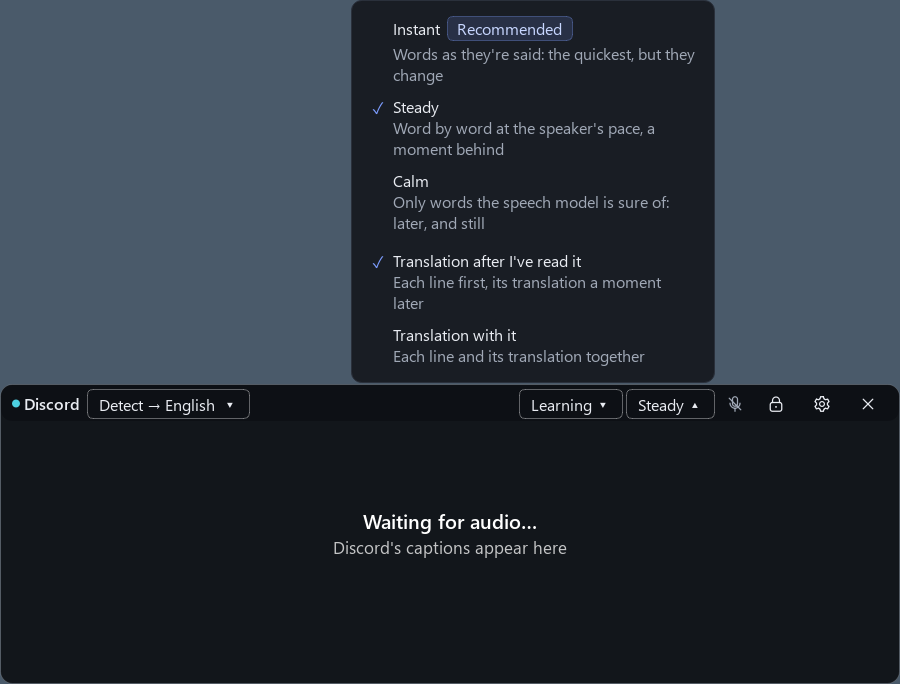 Instant Recommended
Words as they're said: the quickest, but they
change
✓ Steady
Word by word at the speaker's pace, a
moment behind
Calm
Only words the speech model is sure of:
later, and still
✓ Translation after I've read it
Each line first, its translation a moment
later
Translation with it
Each line and its translation together
Discord Detect → English ▼ Learning ▼ Steady ▲
Waiting for audio...
Discord's captions appear here